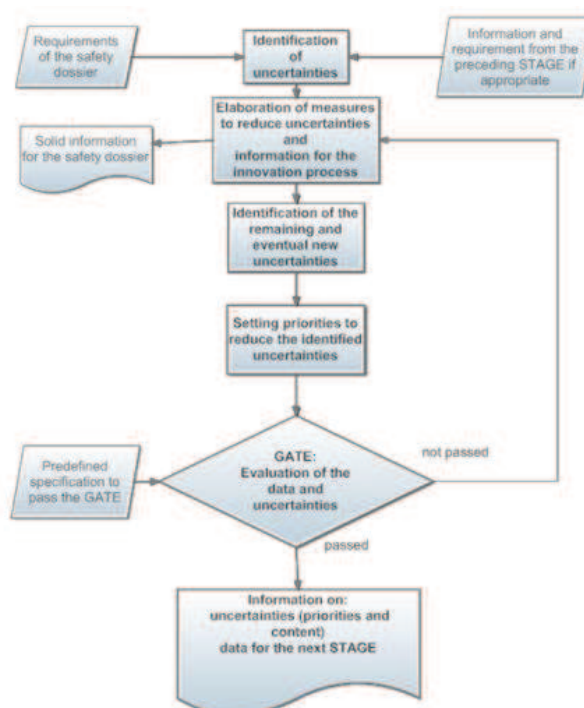 Requirements
of the safety
dossier
Identification
of
uncertainties
Information and
requirement from the
preceding STAGE if
appropriate
Elaboration of measures
to reduce uncertainties
and
information for the
innovation process
Solid information
for the safety dossier
Identification of the
remaining and
eventual new
uncertainties
Setting priorities to
reduce the identified
uncertainties
GATE:
Evaluation of the
data and
uncertainties
not passed
Predefined
specification to
pass the GATE
passed
Information on:
uncertainties (priorities and
content)
data for the next STAGE